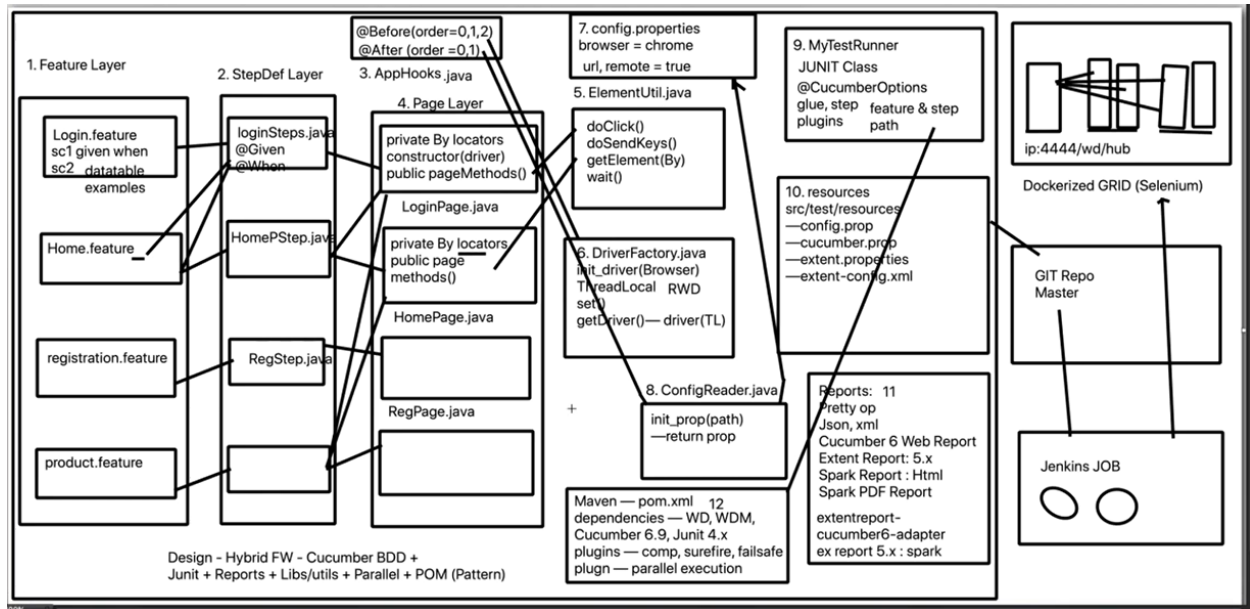 @Before(order=0,1,2)
@After (order =0,1)
1. Feature Layer
2. StepDef Layer
3. AppHooks.java
4. Page Layer
Login.feature
sc1 given when
sc2 datatable
examples
Home.feature
registration.feature
product.feature
loginSteps.java
@Given
@When
HomePStep.java
RegStep.java
private By locators
constructor(driver)
public pageMethods()
LoginPage.java
private By locators
public page
methods()
HomePage.java
RegPage.java
7. config.properties
browser = chrome
url, remote = true
5. ElementUtil.java
doClick()
doSendKeys()
getElement(By)
wait()
6. DriverFactory.java
init_driver(Browser)
ThreadLocal RWD
set()
getDriver()— driver(TL)
8. ConfigReader.java
init_prop(path)
—return prop
Maven — pom.xml 12
dependencies — WD, WDM,
Cucumber 6.9, Junit 4.x
plugins — comp, surefire, failsafe
plugn — parallel execution
9. MyTestRunner
JUNIT Class
@CucumberOptions
glue, step feature & step
plugins path
10. resources
src/test/resources
—config.prop
—cucumber.prop
—extent.properties
—extent-config.xml
Reports: 11
Pretty op
Json, xml
Cucumber 6 Web Report
Extent Report: 5.x
Spark Report : Html
Spark PDF Report
extentreport-
cucumber6-adapter
ex report 5.x : spark
ip:4444/wd/hub
Dockerized GRID (Selenium)
GIT Repo
Master
Jenkins JOB
Design - Hybrid FW - Cucumber BDD +
Junit + Reports + Libs/utils + Parallel + POM (Pattern)